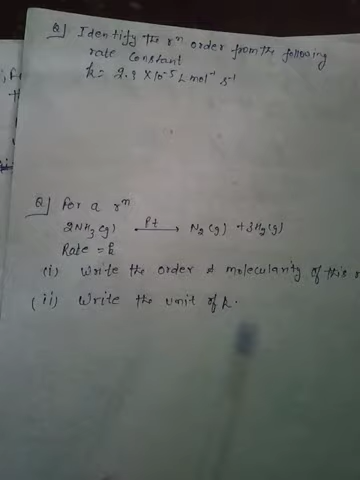 Q] Identify the rⁿ order from the following
rate constant
k = 2.9 × 10⁻⁵ L mol⁻¹ s⁻¹
Q] For a rⁿ
2NH₃(g) Pt → N₂(g) + 3H₂(g)
Rate = k
(i) Write the order & molecularity of this
(ii) Write the unit of k.